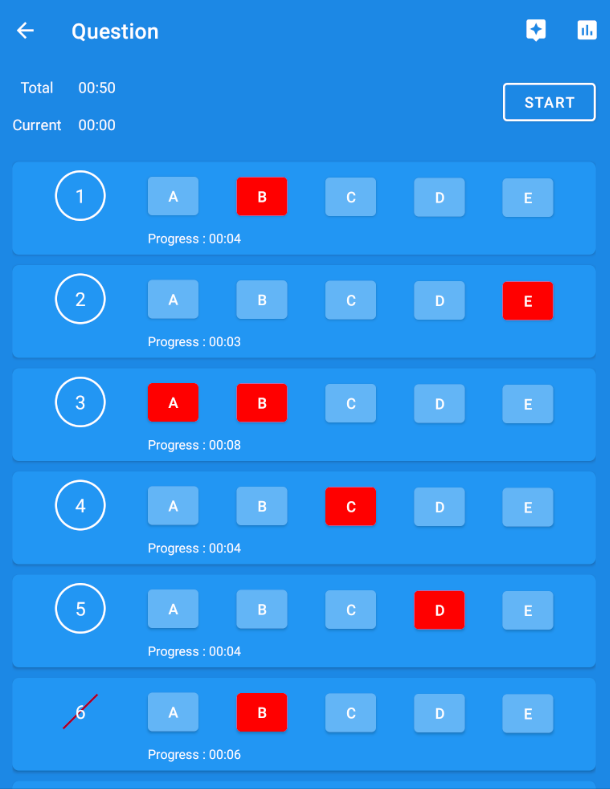 Question
Total 00:50
START
Current 00:00
1 A B C D E
Progress : 00:04
2 A B C D E
Progress : 00:03
3 A B C D E
Progress : 00:08
4 A B C D E
Progress : 00:04
5 A B C D E
Progress : 00:04
6 A B C D E
Progress : 00:06